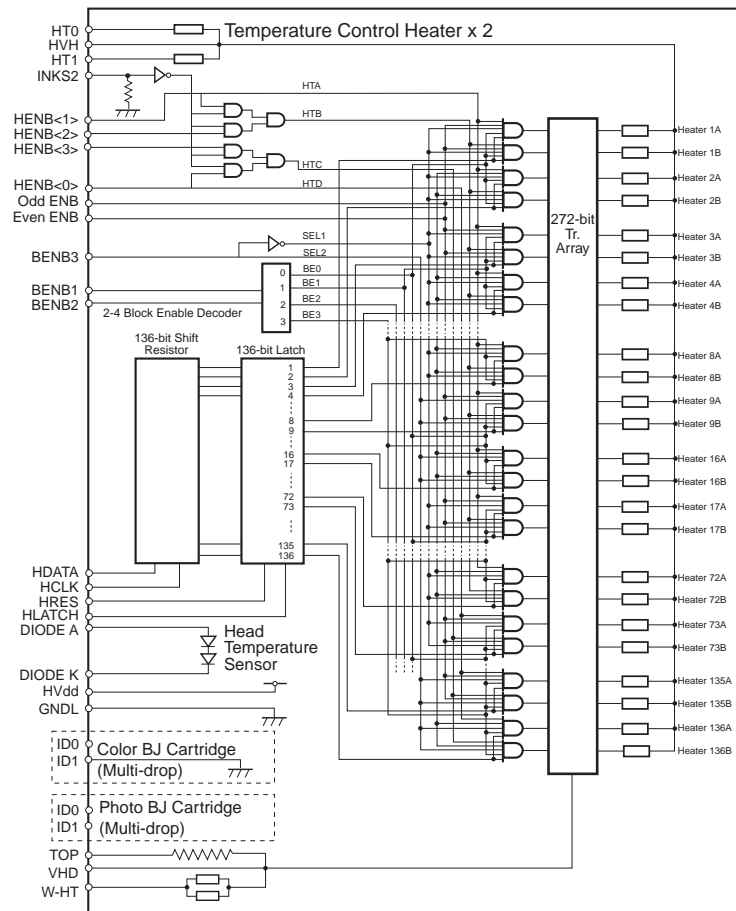 Temperature Control Heater x 2
HT0
HVH
HT1
INKS2
HENB<1>
HENB<2>
HENB<3>
HENB<0>
Odd ENB
Even ENB
BENB3
BENB1
BENB2
HTA
HTB
HTC
HTD
SEL1
SEL2
BE0
BE1
BE2
BE3
0
1
2
3
2-4 Block Enable Decoder
136-bit Shift
Resistor
136-bit Latch
1
2
3
4
8
9
16
17
72
73
135
136
272-bit
Tr.
Array
Heater 1A
Heater 1B
Heater 2A
Heater 2B
Heater 3A
Heater 3B
Heater 4A
Heater 4B
Heater 8A
Heater 8B
Heater 9A
Heater 9B
Heater 16A
Heater 16B
Heater 17A
Heater 17B
Heater 72A
Heater 72B
Heater 73A
Heater 73B
Heater 135A
Heater 135B
Heater 136A
Heater 136B
HDATA
HCLK
HRES
HLATCH
DIODE A
Head
Temperature
Sensor
DIODE K
HVdd
GNDL
ID0
ID1
Color BJ Cartridge
(Multi-drop)
ID0
ID1
Photo BJ Cartridge
(Multi-drop)
TOP
VHD
W-HT